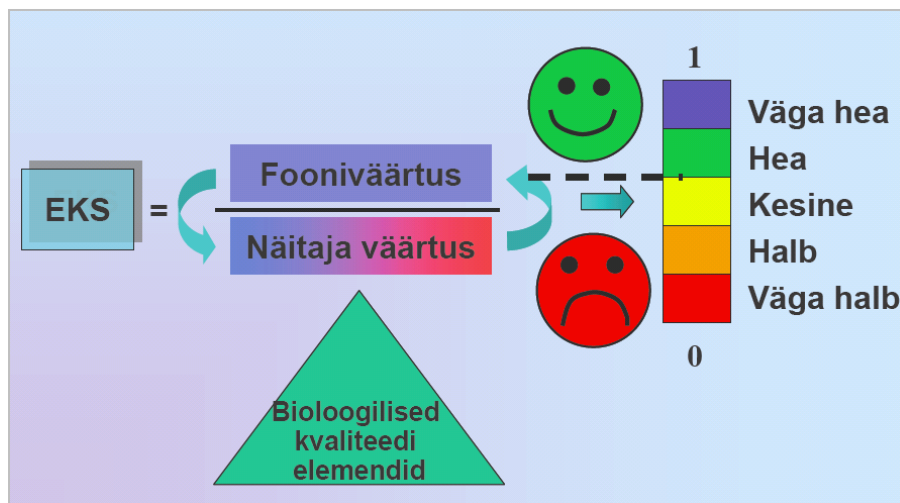 EKS
=
Fooniväärtus
Näitaja väärtus
Bioloogilised
kvaliteedi
elemendid
1
Väga hea
Hea
Kesine
Halb
Väga halb
0